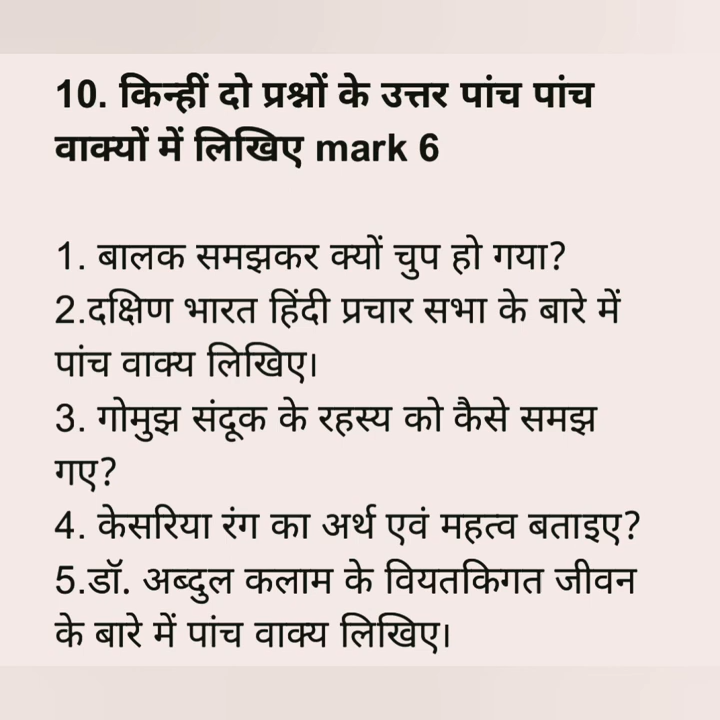 10. किन्हीं दो प्रश्नों के उत्तर पांच पांच
वाक्यों में लिखिए mark 6
1. बालक समझकर क्यों चुप हो गया?
2.दक्षिण भारत हिंदी प्रचार सभा के बारे में
पांच वाक्य लिखिए।
3. गोमुझ संदूक के रहस्य को कैसे समझ
गए?
4. केसरिया रंग का अर्थ एवं महत्व बताइए?
5.डॉ. अब्दुल कलाम के वियतकिगत जीवन
के बारे में पांच वाक्य लिखिए।